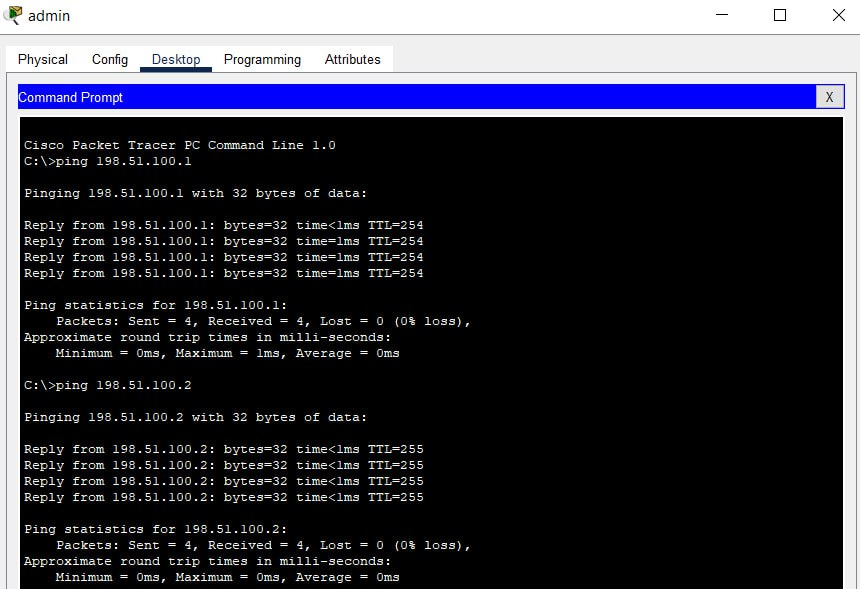 admin
Physical Config Desktop Programming Attributes
Command Prompt X
Cisco Packet Tracer PC Command Line 1.0
C:\>ping 198.51.100.1
Pinging 198.51.100.1 with 32 bytes of data:
Reply from 198.51.100.1: bytes=32 time<1ms TTL=254
Reply from 198.51.100.1: bytes=32 time=1ms TTL=254
Reply from 198.51.100.1: bytes=32 time=1ms TTL=254
Reply from 198.51.100.1: bytes=32 time=1ms TTL=254
Ping statistics for 198.51.100.1:
Packets: Sent = 4, Received = 4, Lost = 0 (0% loss),
Approximate round trip times in milli-seconds:
Minimum = 0ms, Maximum = 1ms, Average = 0ms
C:\>ping 198.51.100.2
Pinging 198.51.100.2 with 32 bytes of data:
Reply from 198.51.100.2: bytes=32 time<1ms TTL=255
Reply from 198.51.100.2: bytes=32 time<1ms TTL=255
Reply from 198.51.100.2: bytes=32 time<1ms TTL=255
Reply from 198.51.100.2: bytes=32 time<1ms TTL=255
Ping statistics for 198.51.100.2:
Packets: Sent = 4, Received = 4, Lost = 0 (0% loss),
Approximate round trip times in milli-seconds:
Minimum = 0ms, Maximum = 0ms, Average = 0ms